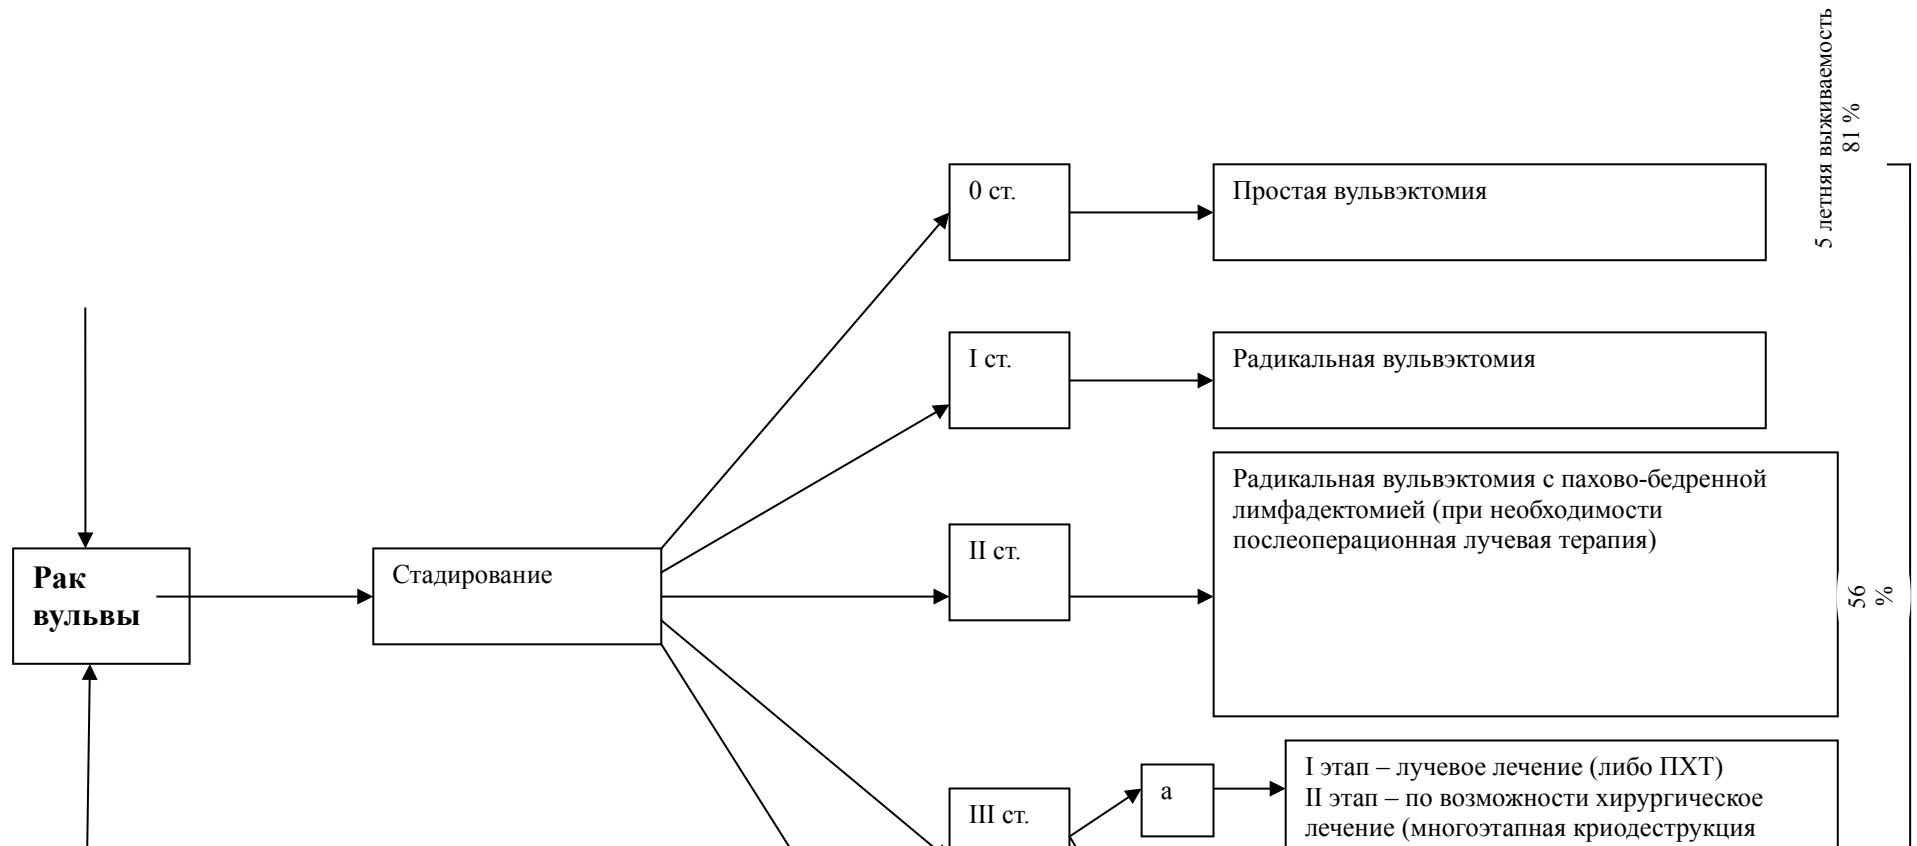 5 летняя выживаемость
81 %
0 ст.
Простая вульвэктомия
I ст.
Радикальная вульвэктомия
II ст.
Радикальная вульвэктомия с пахово-бедренной
лимфадектомией (при необходимости
послеоперационная лучевая терапия)
Рак
вульвы
Стадирование
56
%
III ст.
а
I этап – лучевое лечение (либо ПХТ)
II этап – по возможности хирургическое
лечение (многоэтапная криодеструкция